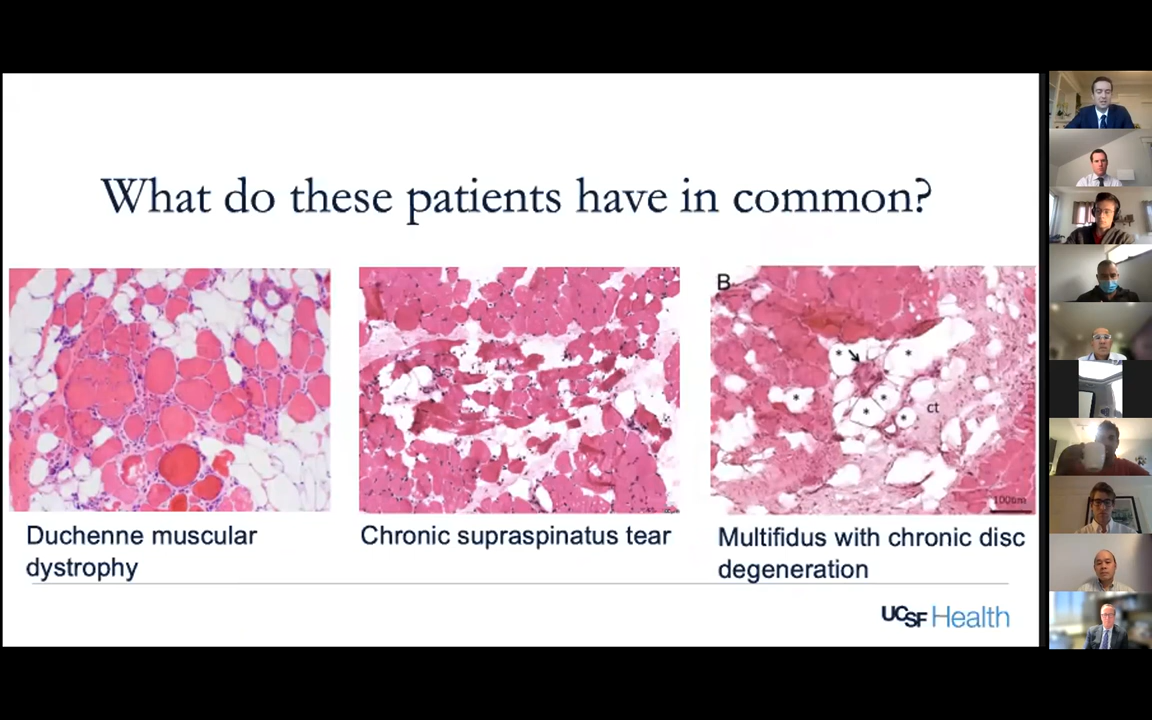 What do these patients have in common?
B
*
*
*
*
*
*
ct
100um
Duchenne muscular
dystrophy
Chronic supraspinatus tear
Multifidus with chronic disc
degeneration
UCSF Health